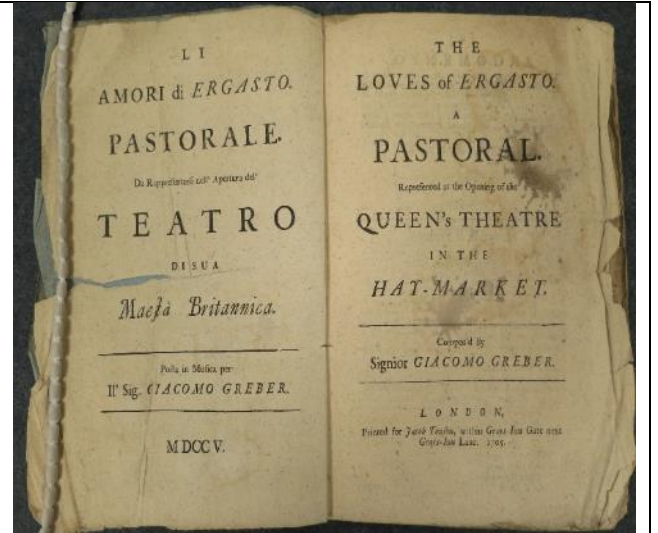 LI
AMORI di ERGASTO.
PASTORALE.
Da Rappresentarsi nell' Apertura del'
TEATRO
DI SUA
Maestà Britannica.
Posta in Musica per
Il' Sig. GIACOMO GREBER.
MDCCV.
THE
LOVES of ERGASTO.
A
PASTORAL.
Represented at the Opening of the
QUEEN's THEATRE
IN THE
HAY-MARKET.
Compos'd by
Signior GIACOMO GREBER.
LONDON,
Printed for Jacob Tonson, within Grays-Inn Gate next
Grays-Inn Lane. 1705.